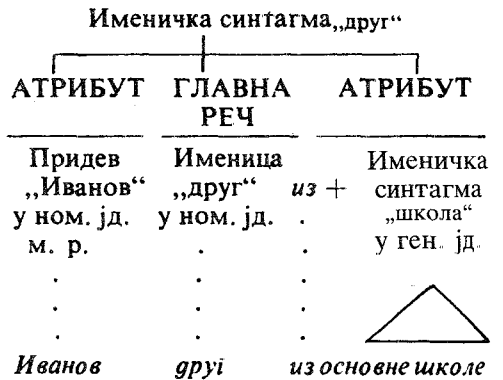 Именичка синтагма „друг“
АТРИБУТ ГЛАВНА РЕЧ АТРИБУТ
Придев „Иванов“ у ном. јд. м. р.
Именица „друг“ у ном. јд.
из +
Именичка синтагма „школа“ у ген. јд.
Иванов друг из основне школе